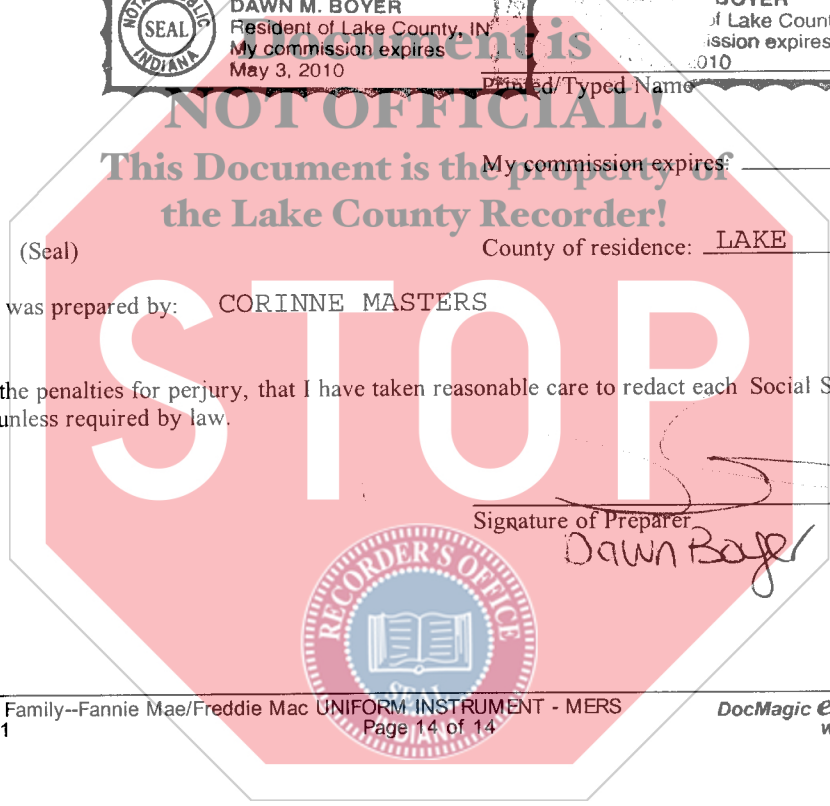 NOTARY PUBLIC
SEAL
INDIANA
DAWN M. BOYER
Resident of Lake County, IN
My commission expires
May 3, 2010
BOYER
of Lake Count
ission expires
010
Printed/Typed Name
Document is
NOT OFFICIAL!
This Document is the property of
the Lake County Recorder!
My commission expires:
(Seal)
County of residence: LAKE
was prepared by: CORINNE MASTERS
the penalties for perjury, that I have taken reasonable care to redact each Social S
unless required by law.
STOP
Signature of Preparer
Dawn Boyer
RECORDER'S OFFICE
SEAL
INDIANA
Family--Fannie Mae/Freddie Mac UNIFORM INSTRUMENT - MERS
1
Page 14 of 14
DocMagic e
w